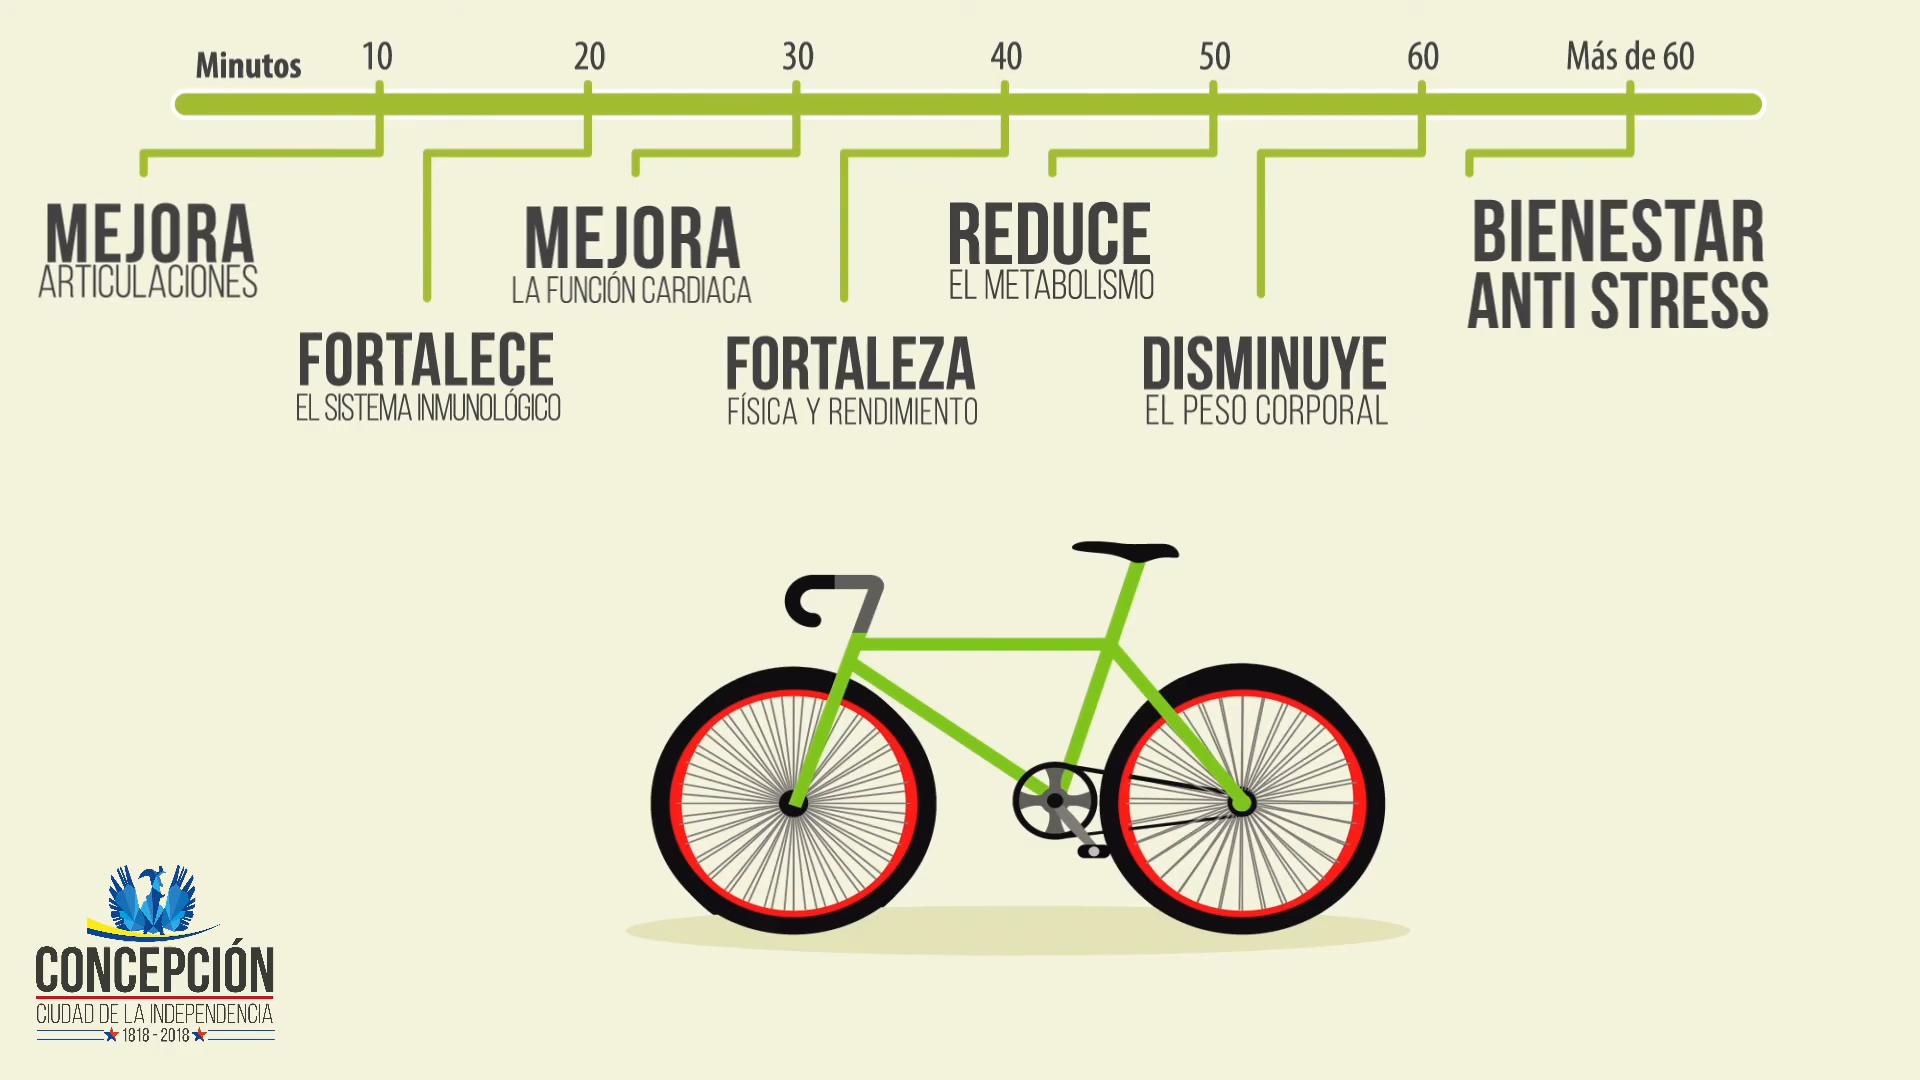 Minutos 10 20 30 40 50 60 Más de 60
MEJORA
ARTICULACIONES
FORTALECE
EL SISTEMA INMUNOLÓGICO
MEJORA
LA FUNCIÓN CARDIACA
FORTALEZA
FÍSICA Y RENDIMIENTO
REDUCE
EL METABOLISMO
DISMINUYE
EL PESO CORPORAL
BIENESTAR
ANTI STRESS
CONCEPCIÓN
CIUDAD DE LA INDEPENDENCIA
1818 - 2018